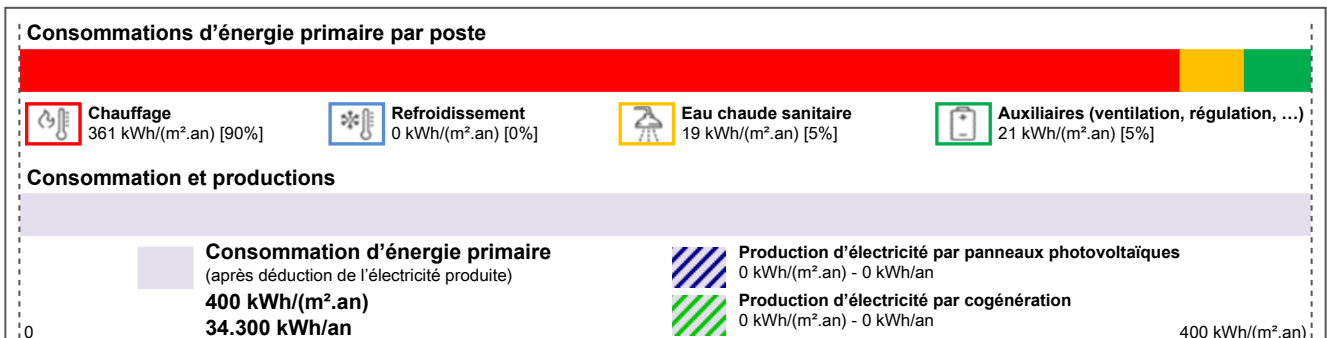 Consommations d'énergie primaire par poste
Chauffage
361 kWh/(m².an) [90%]
Refroidissement
0 kWh/(m².an) [0%]
Eau chaude sanitaire
19 kWh/(m².an) [5%]
Auxiliaires (ventilation, régulation, …)
21 kWh/(m².an) [5%]
Consommation et productions
Consommation d'énergie primaire
(après déduction de l'électricité produite)
400 kWh/(m².an)
34.300 kWh/an
Production d'électricité par panneaux photovoltaïques
0 kWh/(m².an) - 0 kWh/an
Production d'électricité par cogénération
0 kWh/(m².an) - 0 kWh/an
0
400 kWh/(m².an)